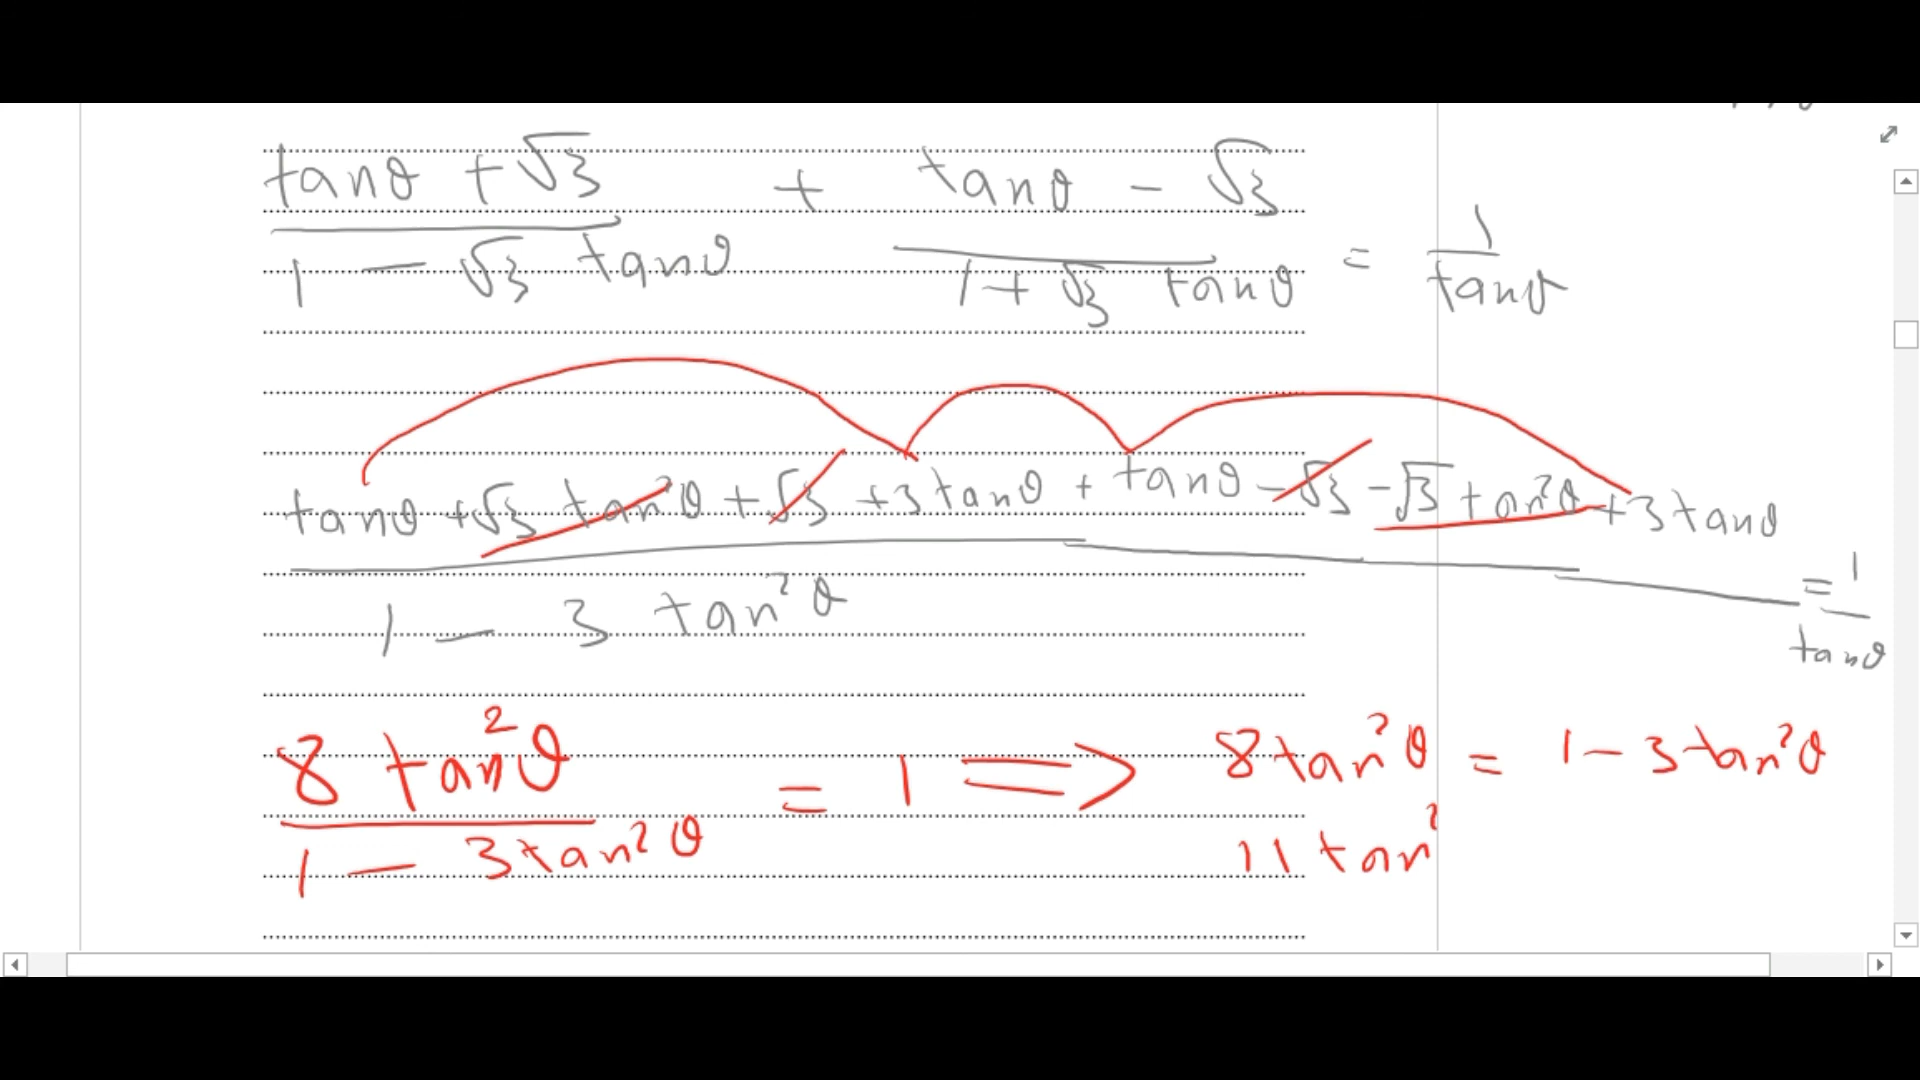 tanθ + √3 / 1 - √3 tanθ + tanθ - √3 / 1 + √3 tanθ = 1 / tanθ
tanθ + √3 tan²θ + √3 + 3tanθ + tanθ - √3 - √3 tan²θ + 3tanθ / 1 - 3 tan²θ = 1 / tanθ
8 tan²θ / 1 - 3tan²θ = 1 ⟹ 8tan²θ = 1 - 3tan²θ
11 tan²